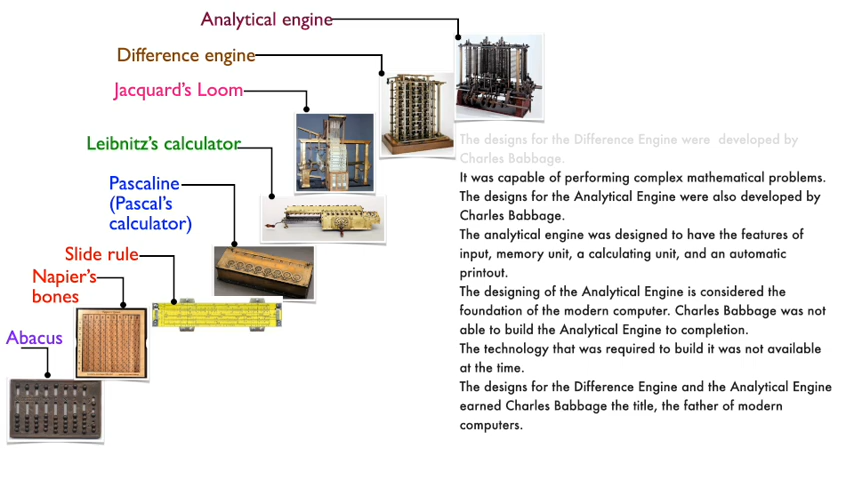 Analytical engine
Difference engine
Jacquard's Loom
Leibnitz's calculator
Pascaline
(Pascal's
calculator)
Slide rule
Napier's
bones
Abacus
The designs for the Difference Engine were developed by
Charles Babbage.
It was capable of performing complex mathematical problems.
The designs for the Analytical Engine were also developed by
Charles Babbage.
The analytical engine was designed to have the features of
input, memory unit, a calculating unit, and an automatic
printout.
The designing of the Analytical Engine is considered the
foundation of the modern computer. Charles Babbage was not
able to build the Analytical Engine to completion.
The technology that was required to build it was not available
at the time.
The designs for the Difference Engine and the Analytical Engine
earned Charles Babbage the title, the father of modern
computers.